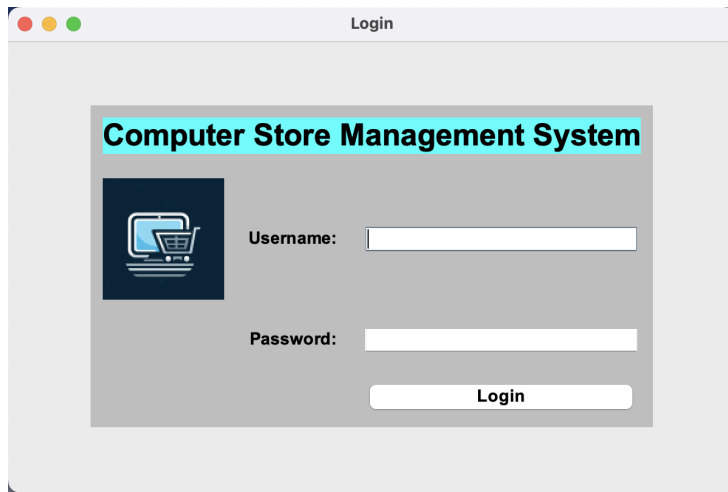 Login
Computer Store Management System
Username:
Password:
Login